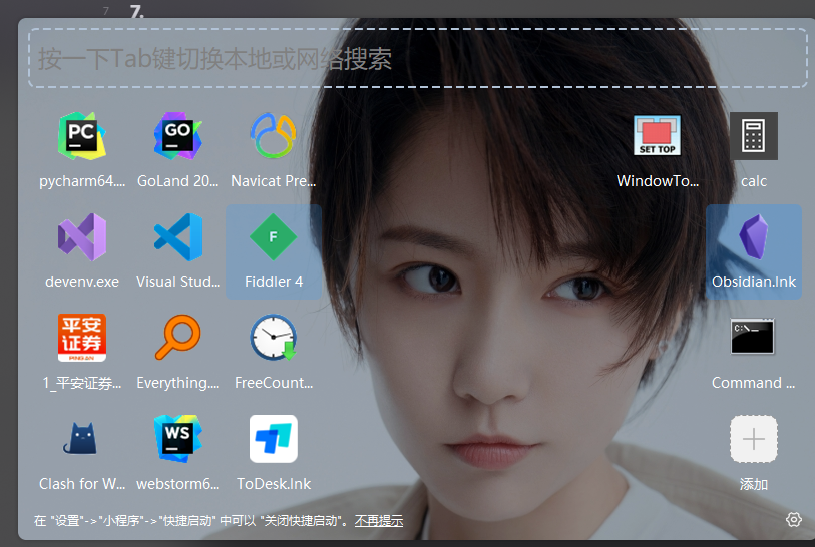 7 7.
按一下Tab键切换本地或网络搜索
PC GO SET TOP
pycharm64.... GoLand 20... Navicat Pre... WindowTo... calc
F
devenv.exe Visual Stud... Fiddler 4 Obsidian.lnk
平安
证券
PING AN
C:\_
1_平安证券... Everything.... FreeCount... Command ...
WS
Clash for W... webstorm6... ToDesk.lnk 添加
在 "设置"->"小程序"->"快捷启动" 中可以 "关闭快捷启动"。不再提示